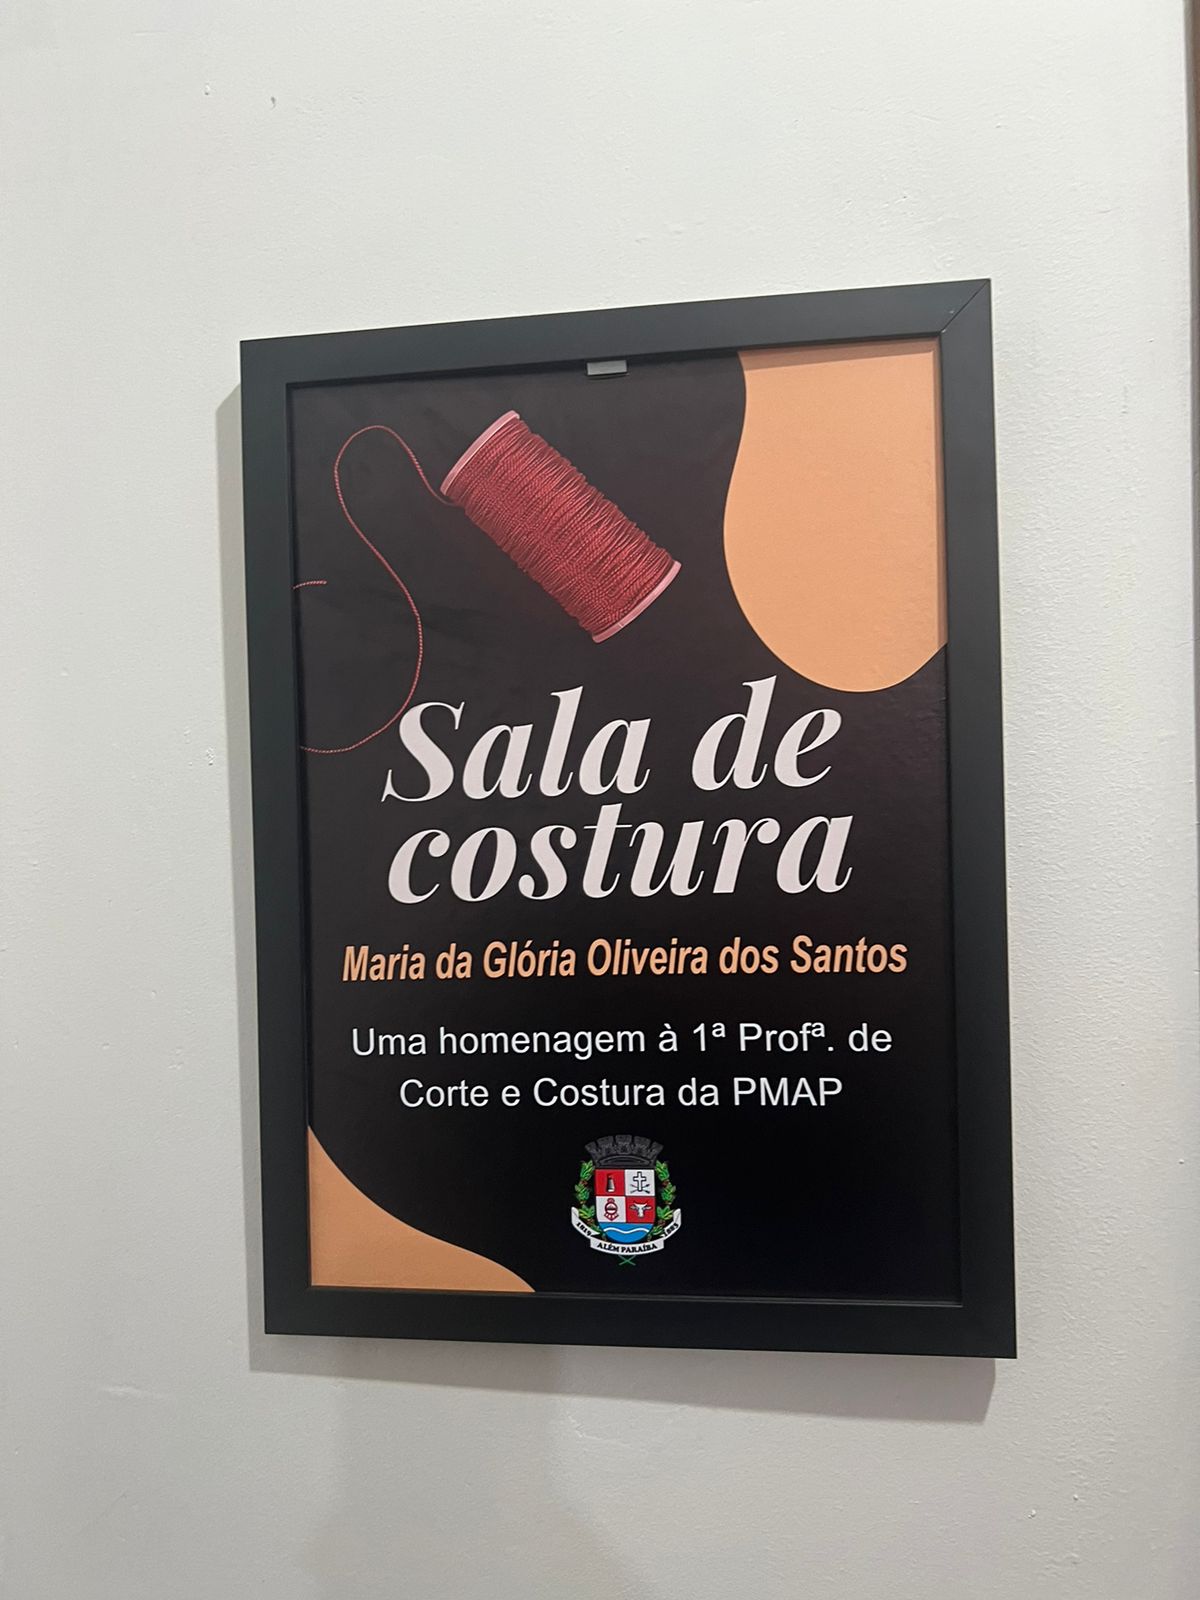 Sala de
costura
Maria da Glória Oliveira dos Santos
Uma homenagem à 1ª Profª. de
Corte e Costura da PMAP
ALÉM PARAÍBA